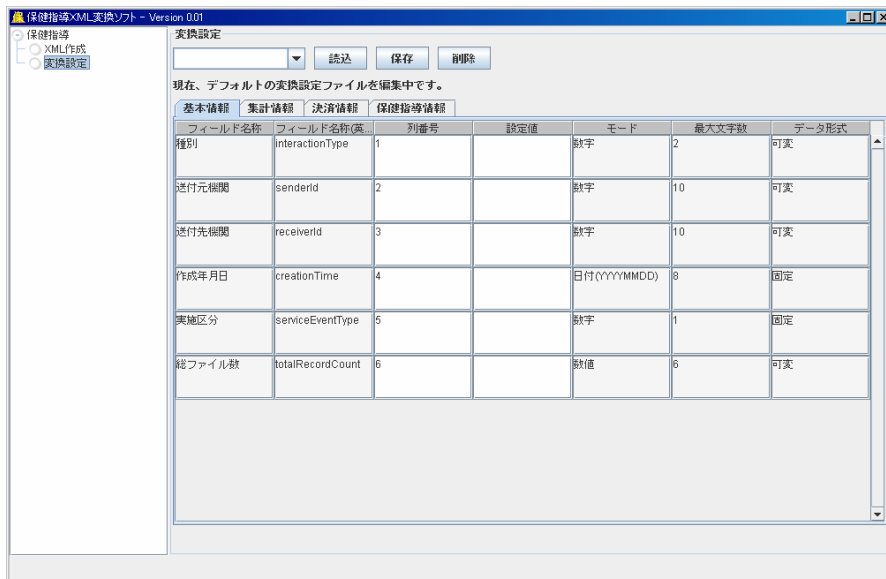 保健指導XML変換ソフト - Version 0.01
保健指導
XML作成
変換設定
変換設定
読込 保存 削除
現在、デフォルトの変換設定ファイルを編集中です。
基本情報 集計情報 決済情報 保健指導情報
フィールド名称 フィールド名称(英... 列番号 設定値 モード 最大文字数 データ形式
種別 interactionType 1 数字 2 可変
送付元機関 senderId 2 数字 10 可変
送付先機関 receiverId 3 数字 10 可変
作成年月日 creationTime 4 日付(YYYYMMDD) 8 固定
実施区分 serviceEventType 5 数字 1 固定
総ファイル数 totalRecordCount 6 数値 6 可変